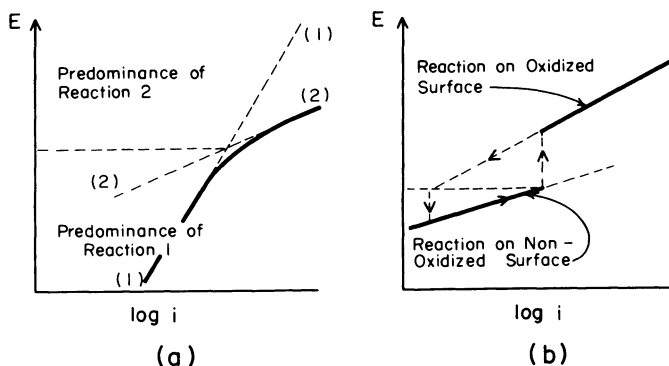 E
(1)
Predominance of
Reaction 2
(2)
(2)
Predominance of
Reaction 1
(1)
log i
(a)
E
Reaction on Oxidized
Surface
Reaction on Non-
Oxidized Surface
log i
(b)